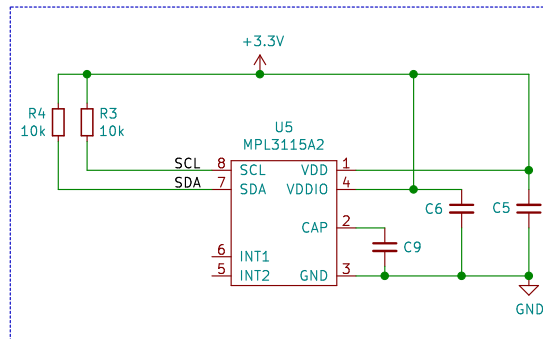 +3.3V
R4
10k
R3
10k
U5
MPL3115A2
SCL
8
SCL
VDD
1
SDA
7
SDA
VDDIO
4
C6
C5
CAP
2
C9
6
INT1
5
INT2
GND
3
GND